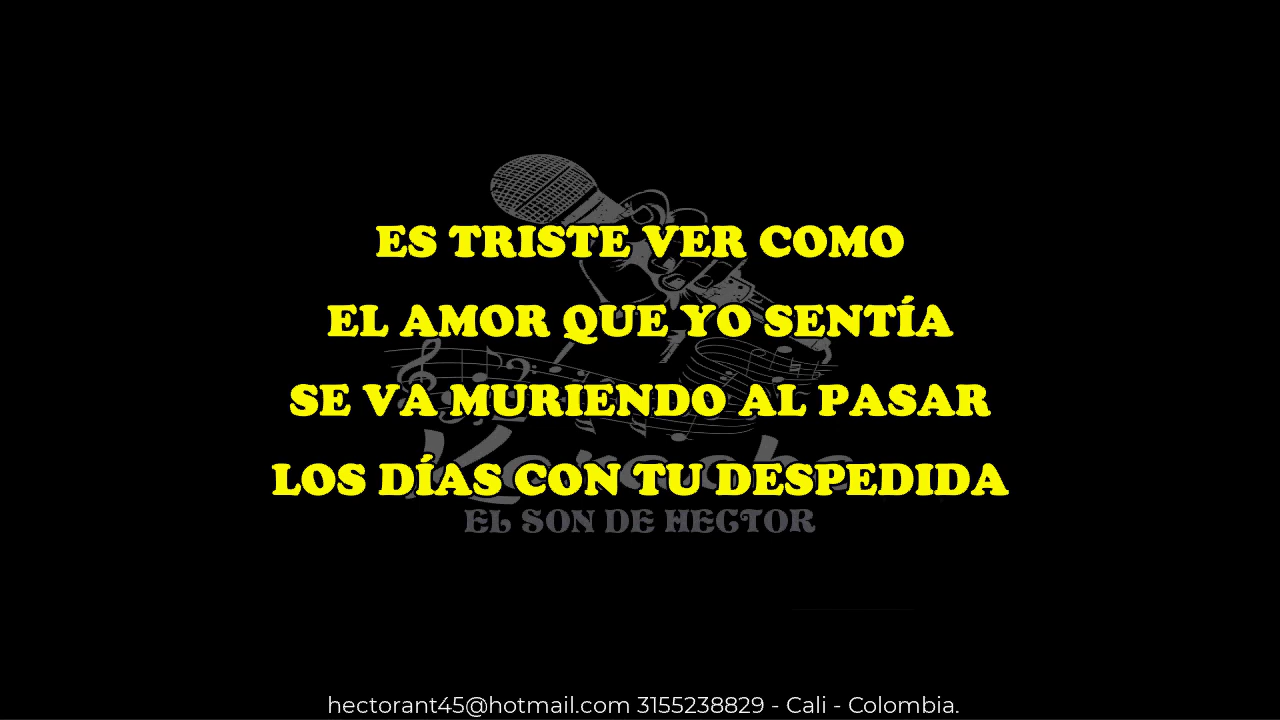 ES TRISTE VER COMO
EL AMOR QUE YO SENTÍA
SE VA MURIENDO AL PASAR
LOS DÍAS CON TU DESPEDIDA
Karaoke
EL SON DE HECTOR
hectorant45@hotmail.com 3155238829 - Cali - Colombia.